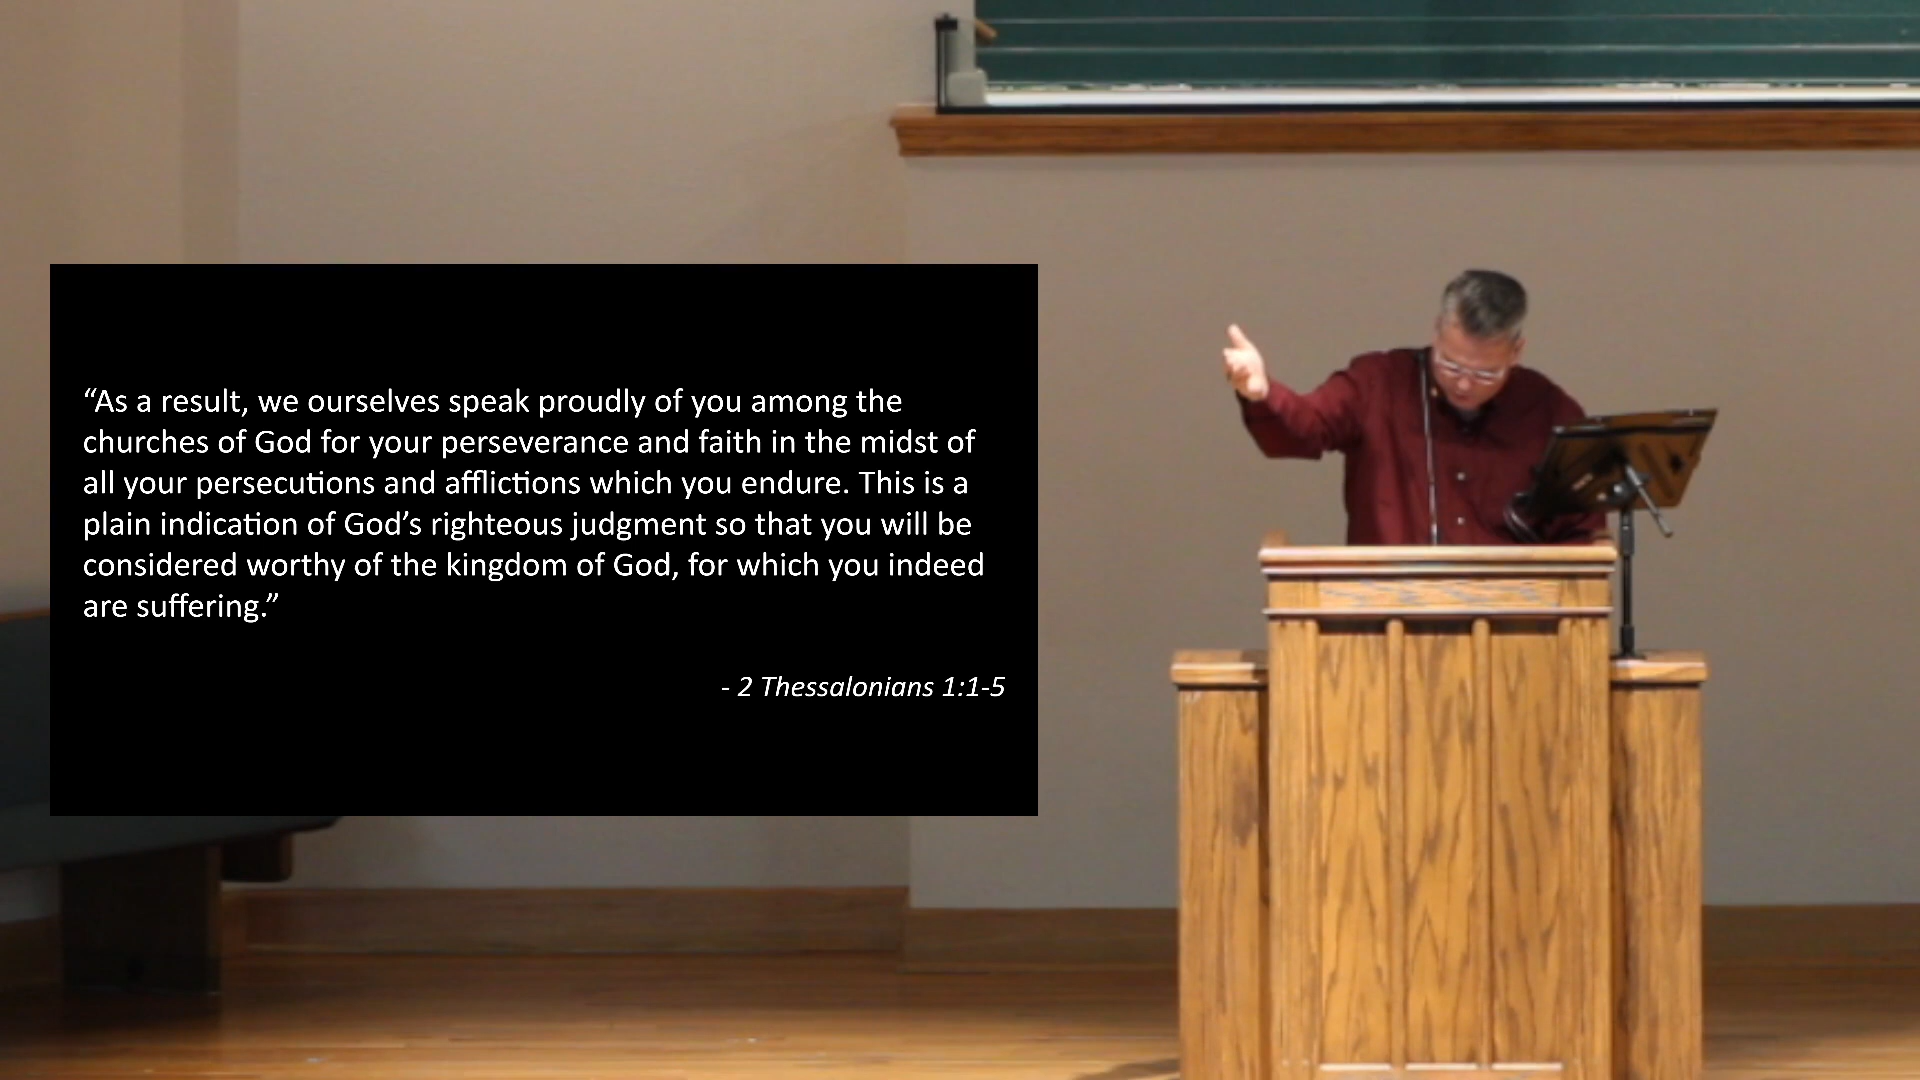 “As a result, we ourselves speak proudly of you among the
churches of God for your perseverance and faith in the midst of
all your persecutions and afflictions which you endure. This is a
plain indication of God’s righteous judgment so that you will be
considered worthy of the kingdom of God, for which you indeed
are suffering.”
- 2 Thessalonians 1:1-5